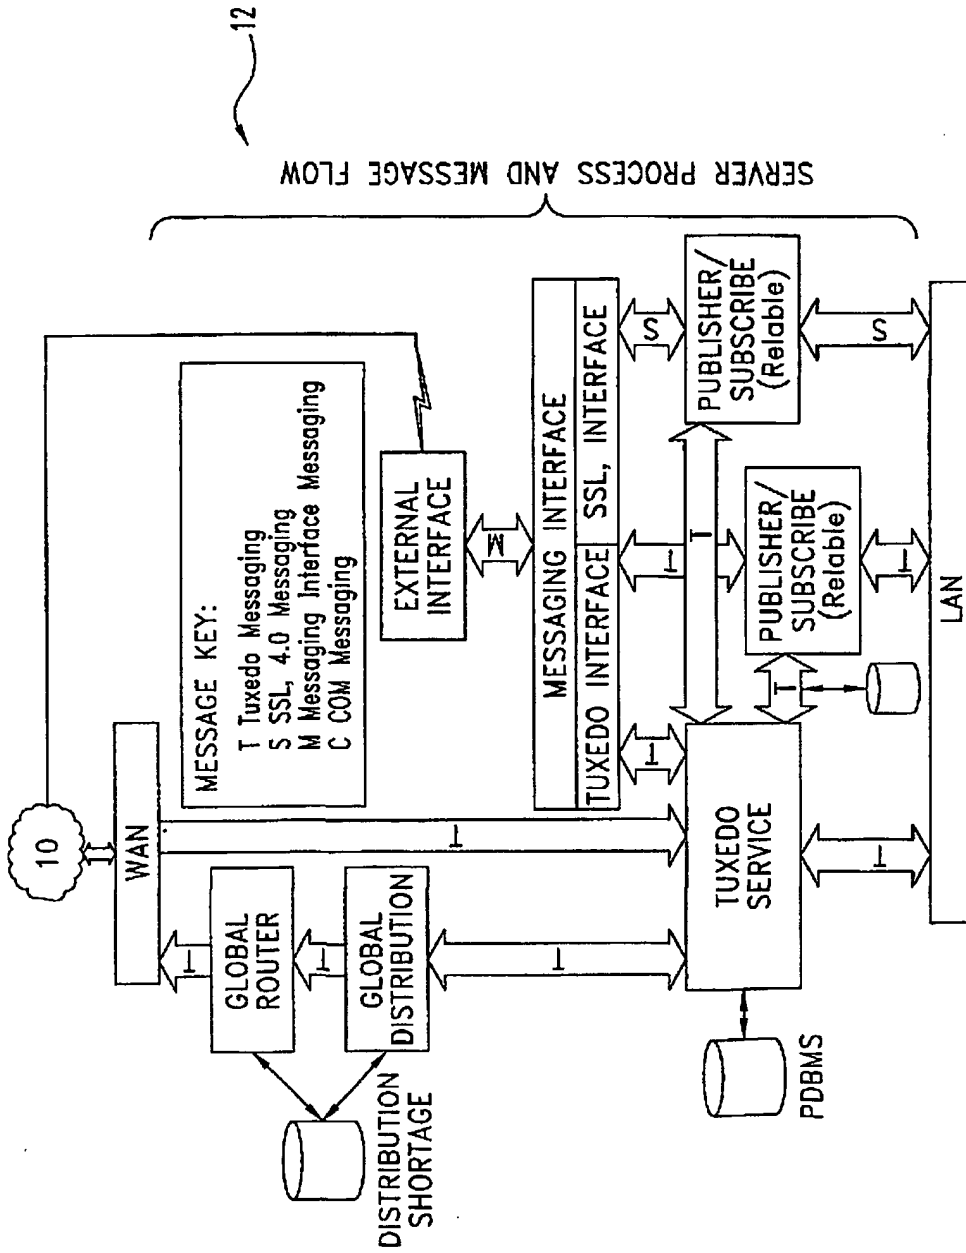 12
SERVER PROCESS AND MESSAGE FLOW
10
WAN
MESSAGE KEY:
T Tuxedo Messaging
S SSL, 4.0 Messaging
M Messaging Interface Messaging
C COM Messaging
GLOBAL
ROUTER
GLOBAL
DISTRIBUTION
DISTRIBUTION
SHORTAGE
T
T
T
T
EXTERNAL
INTERFACE
M
MESSAGING INTERFACE
TUXEDO INTERFACE
SSL, INTERFACE
T
T
S
T
T
TUXEDO
SERVICE
PDBMS
PUBLISHER/
SUBSCRIBE
(Relable)
PUBLISHER/
SUBSCRIBE
(Relable)
T
T
S
LAN